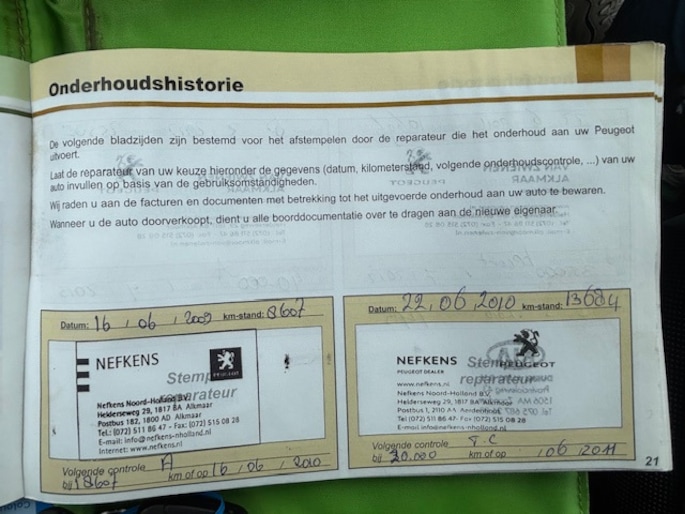 Onderhoudshistorie
De volgende bladzijden zijn bestemd voor het afstempelen door de reparateur die het onderhoud aan uw Peugeot
uitvoert.
Laat de reparateur van uw keuze hieronder de gegevens (datum, kilometerstand, volgende onderhoudscontrole, ...) van uw
auto invullen op basis van de gebruiksomstandigheden.
Wij raden u aan de facturen en documenten met betrekking tot het uitgevoerde onderhoud aan uw auto te bewaren.
Wanneer u de auto doorverkoopt, dient u alle boorddocumentatie over te dragen aan de nieuwe eigenaar.
Datum: 16 / 06 / 2009 km-stand: 8607
NEFKENS
PEUGEOT
Stempel
reparateur
Nefkens Noord-Holland B.V.
Helderseweg 29, 1817 BA Alkmaar
Postbus 182, 1800 AD Alkmaar
Tel.: (072) 511 86 47 - Fax: (072) 515 08 28
E-mail: info@nefkens-nholland.nl
Internet: www.nefkens.nl
Volgende controle A
bij 18607 km of op 16 / 06 / 2010
Datum: 22 / 06 / 2010 km-stand: 13684
NEFKENS
PEUGEOT DEALER
Stempel
PEUGEOT
reparateur
www.nefkens.nl
Nefkens Noord-Holland B.V.
Helderseweg 29, 1817 BA Alkmaar
Postbus 1, 2110 AA Aerdenhout
Tel (072) 511 86 47 - Fax (072) 515 08 28
E-mail info@nefkens-nholland.nl
Volgende controle T.C
bij 20.000 km of op / 06 / 2011
21